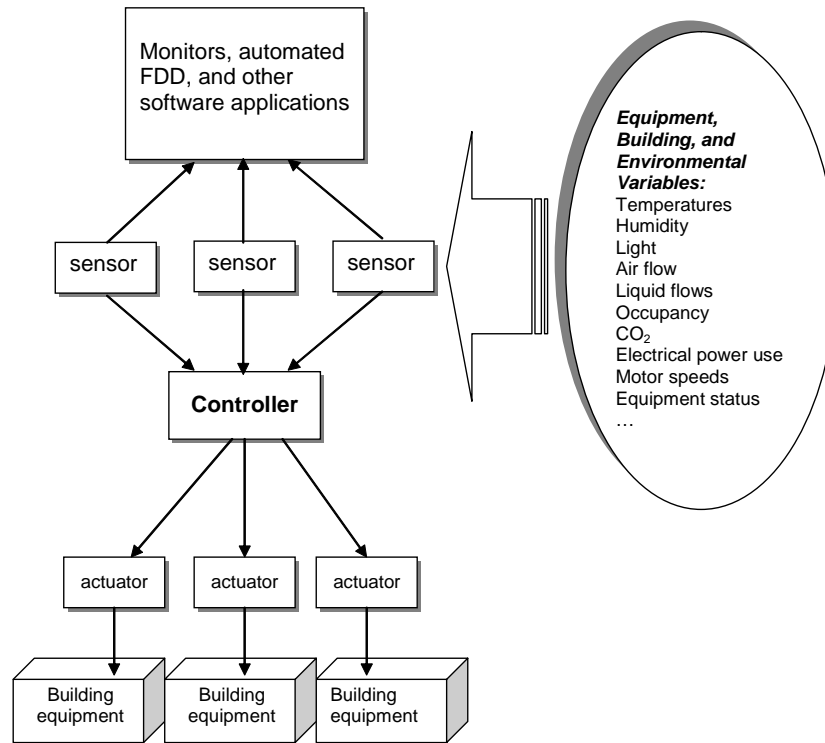 Monitors, automated
FDD, and other
software applications
sensor
sensor
sensor
Controller
actuator
actuator
actuator
Building
equipment
Building
equipment
Building
equipment
Equipment,
Building, and
Environmental
Variables:
Temperatures
Humidity
Light
Air flow
Liquid flows
Occupancy
CO₂
Electrical power use
Motor speeds
Equipment status
…